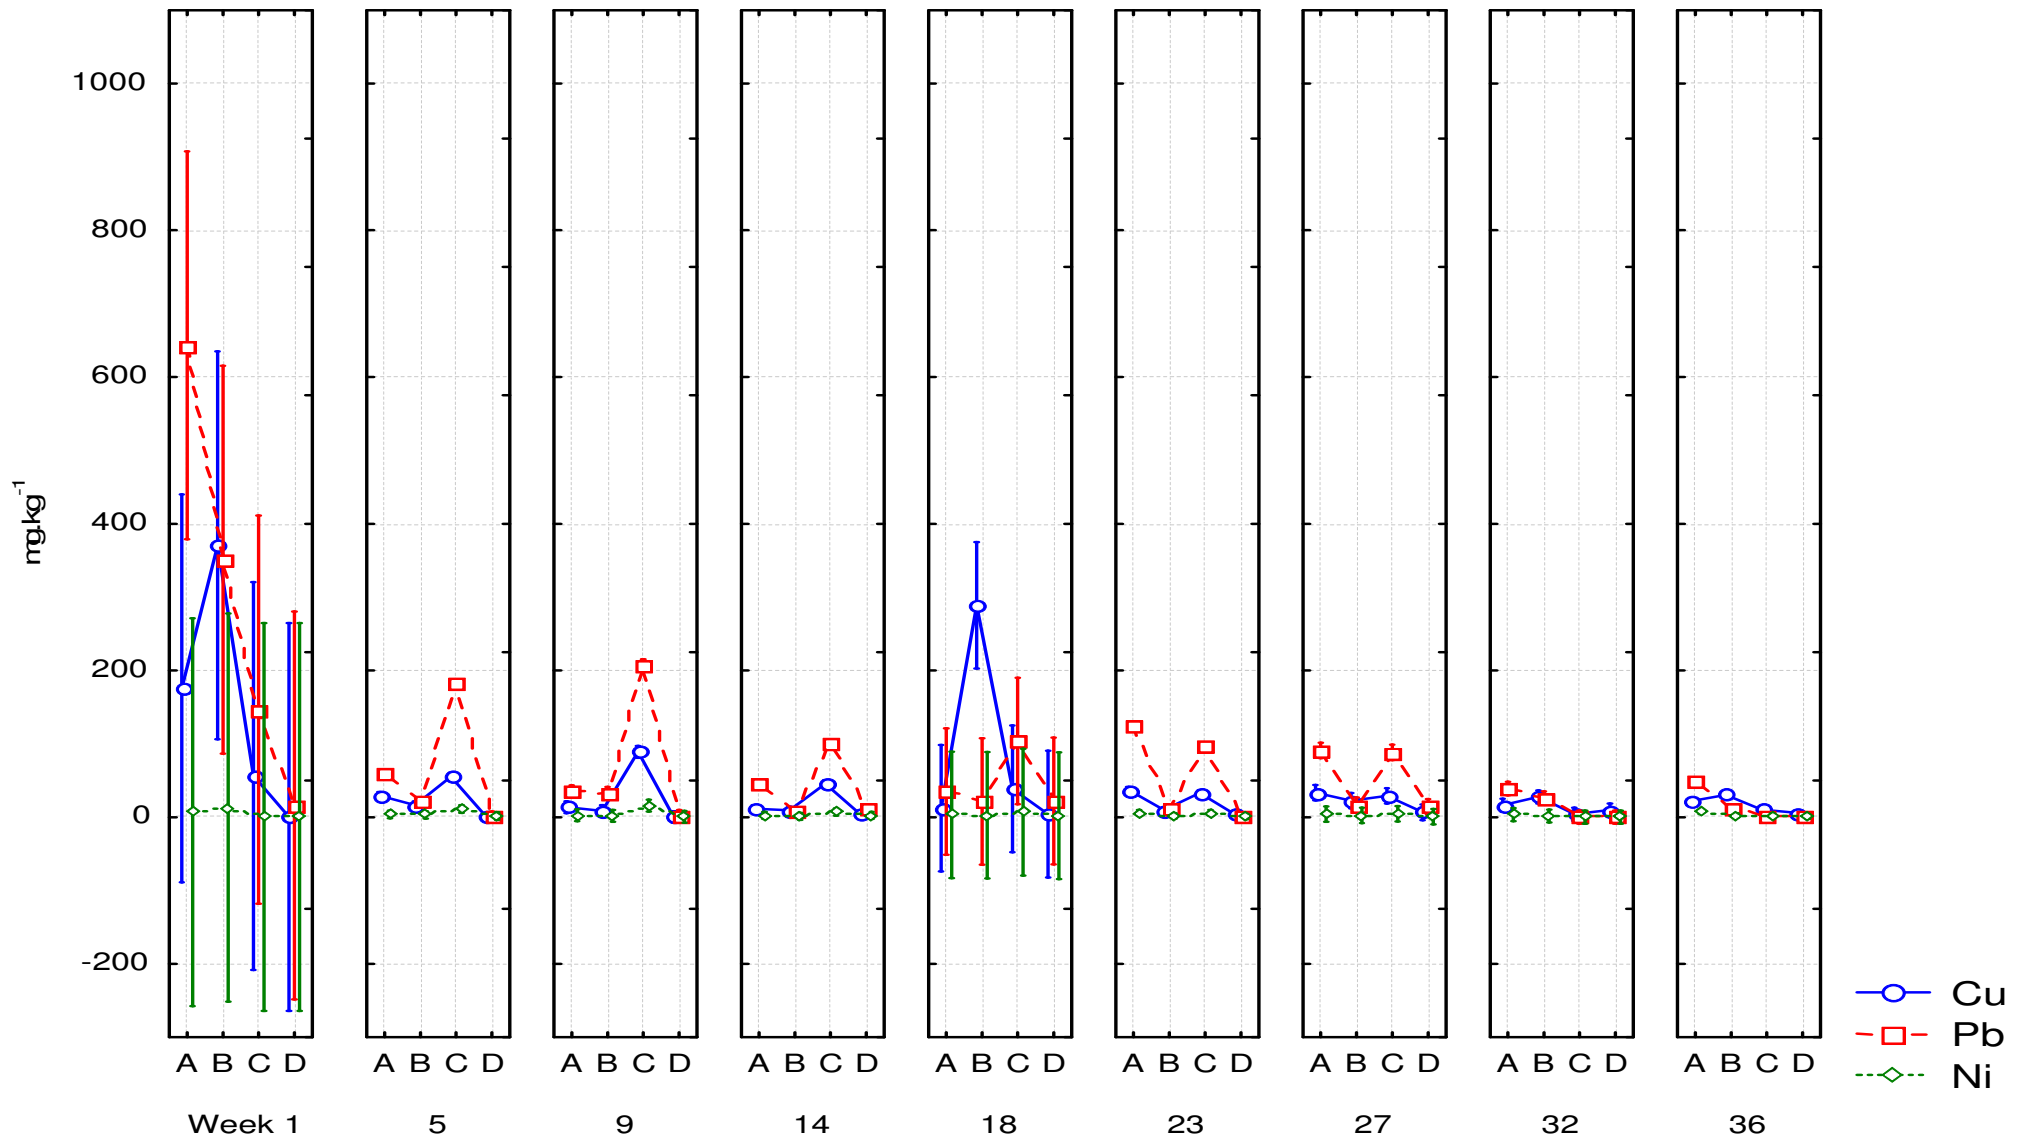 1000
800
600
400
200
0
-200
mg.kg-1
A B C D A B C D A B C D A B C D A B C D A B C D A B C D A B C D A B C D
Week 1 5 9 14 18 23 27 32 36
Cu
Pb
Ni